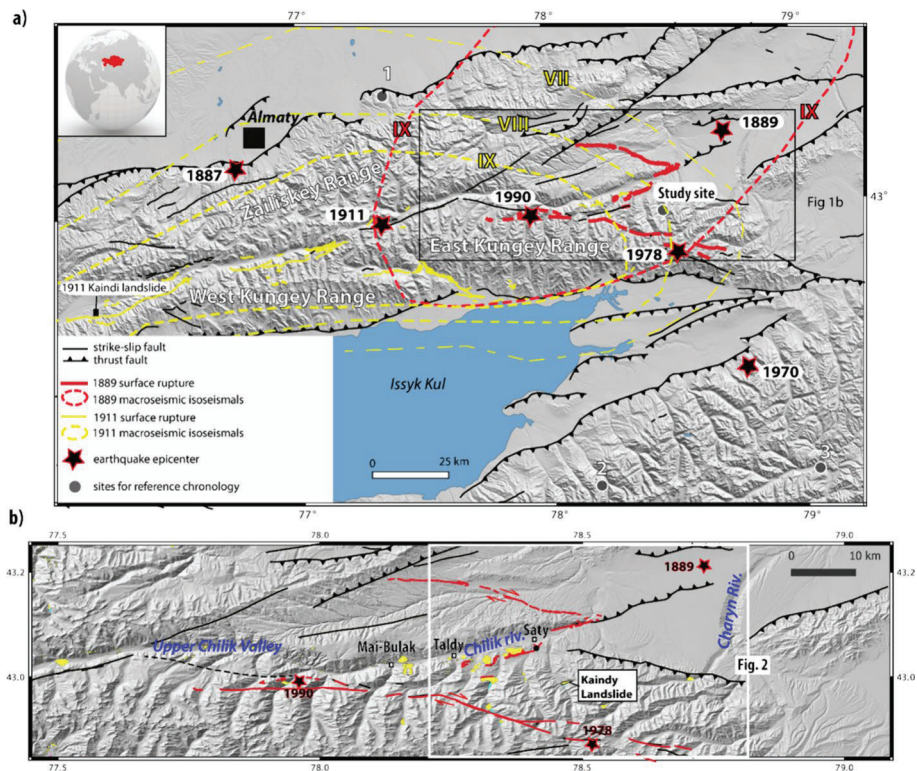 a)
77°
78°
79°
1
VII
Almaty
IX
VIII
1889
IX
1887
IX
Zailiskey Range
1990
Study site
43°
1911
Fig 1b
East Kungey Range
1978
1911 Kaindi landslide
West Kungey Range
strike-slip fault
thrust fault
1889 surface rupture
1889 macroseismic isoseismals
1911 surface rupture
1911 macroseismic isoseismals
earthquake epicenter
sites for reference chronology
Issyk Kul
1970
0 25 km
2
3
77°
78°
79°
b)
77.5
78.0
78.5
79.0
0 10 km
43.2
1889
Charyn Riv.
Upper Chilik Valley
Mai-Bulak
Taldy
Chilik riv.
Saty
43.0
Fig. 2
Kaindy
Landslide
1990
1978
77.5
78.0
78.5
79.0